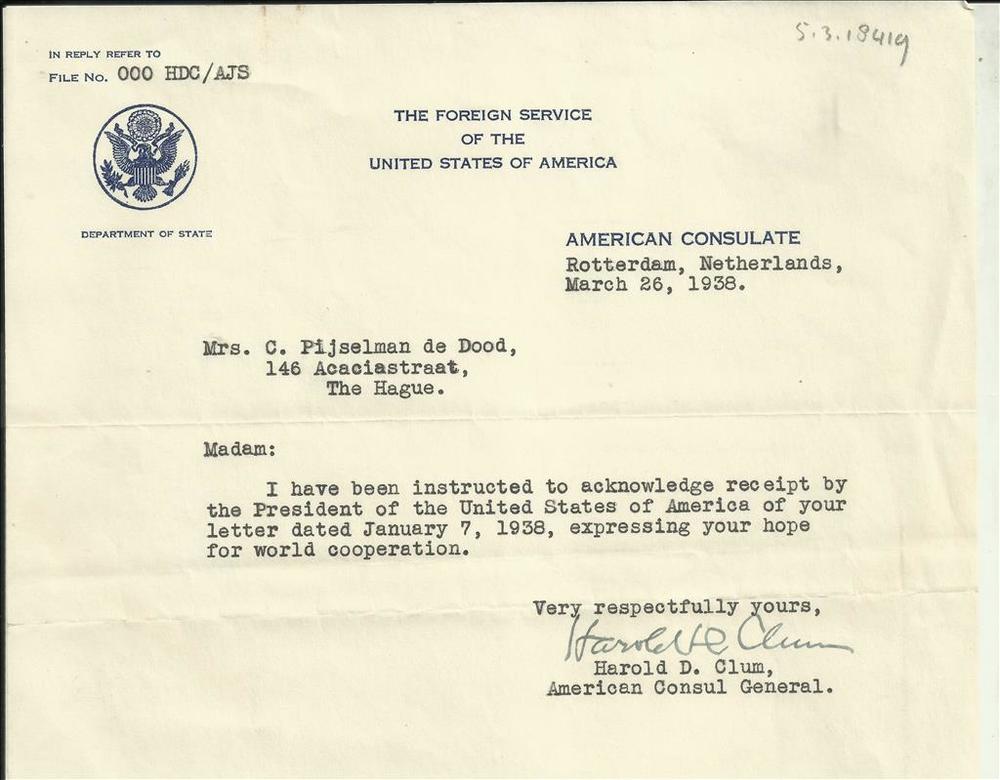 5.3.18419
IN REPLY REFER TO
FILE NO. 000 HDC/AJS
THE FOREIGN SERVICE
OF THE
UNITED STATES OF AMERICA
DEPARTMENT OF STATE
AMERICAN CONSULATE
Rotterdam, Netherlands,
March 26, 1938.
Mrs. C. Pijselman de Dood,
146 Acaciastraat,
The Hague.
Madam:
I have been instructed to acknowledge receipt by
the President of the United States of America of your
letter dated January 7, 1938, expressing your hope
for world cooperation.
Very respectfully yours,
Harold D Clum
Harold D. Clum,
American Consul General.